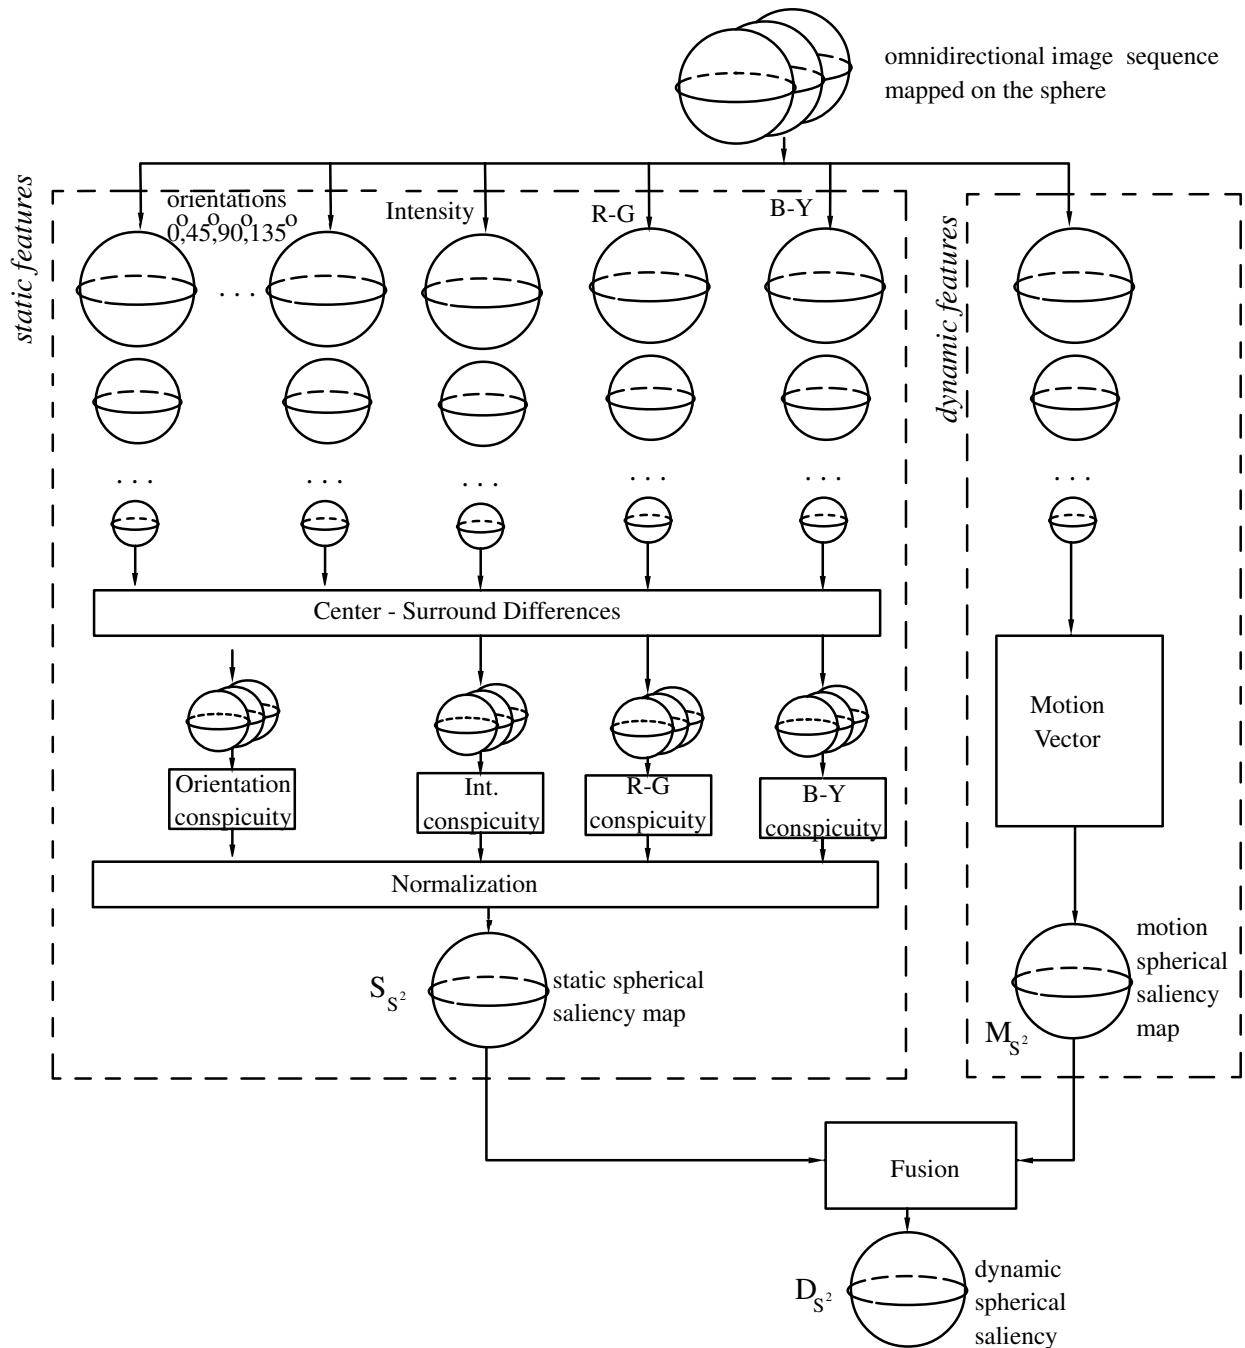 omnidirectional image sequence
mapped on the sphere
static features
orientations
0,45,90,135
o o o o
Intensity
R-G
B-Y
dynamic features
. . .
. . . . . . . . . . . . . . . . . .
Center - Surround Differences
Orientation
conspicuity
Int.
conspicuity
R-G
conspicuity
B-Y
conspicuity
Motion
Vector
Normalization
S_S²
static spherical
saliency map
motion
spherical
saliency
map
M_S²
Fusion
D_S²
dynamic
spherical
saliency